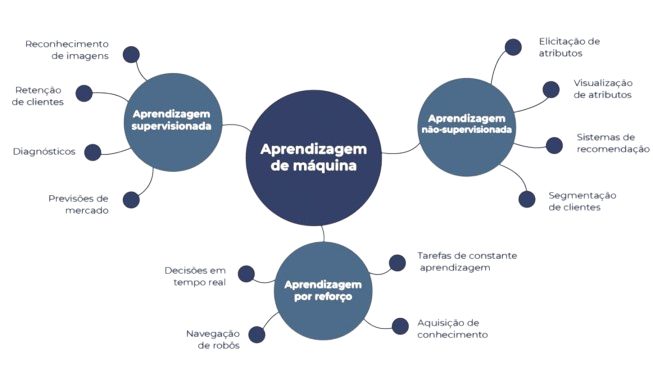 Aprendizagem
de máquina
Aprendizagem
supervisionada
Reconhecimento
de imagens
Retenção
de clientes
Diagnósticos
Previsões de
mercado
Aprendizagem
não-supervisionada
Elicitação de
atributos
Visualização
de atributos
Sistemas de
recomendação
Segmentação
de clientes
Aprendizagem
por reforço
Decisões em
tempo real
Navegação
de robôs
Tarefas de constante
aprendizagem
Aquisição de
conhecimento